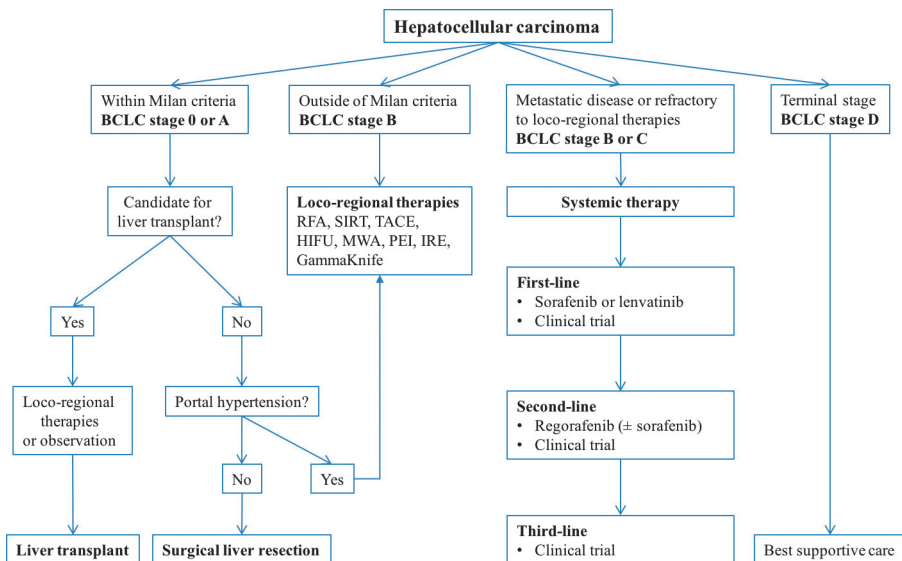 Hepatocellular carcinoma
Within Milan criteria
BCLC stage 0 or A
Outside of Milan criteria
BCLC stage B
Metastatic disease or refractory
to loco-regional therapies
BCLC stage B or C
Terminal stage
BCLC stage D
Candidate for
liver transplant?
Loco-regional therapies
RFA, SIRT, TACE,
HIFU, MWA, PEI, IRE,
GammaKnife
Systemic therapy
First-line
• Sorafenib or lenvatinib
• Clinical trial
Yes
No
Loco-regional
therapies
or observation
Portal hypertension?
Second-line
• Regorafenib (± sorafenib)
• Clinical trial
No
Yes
Liver transplant
Surgical liver resection
Third-line
• Clinical trial
Best supportive care